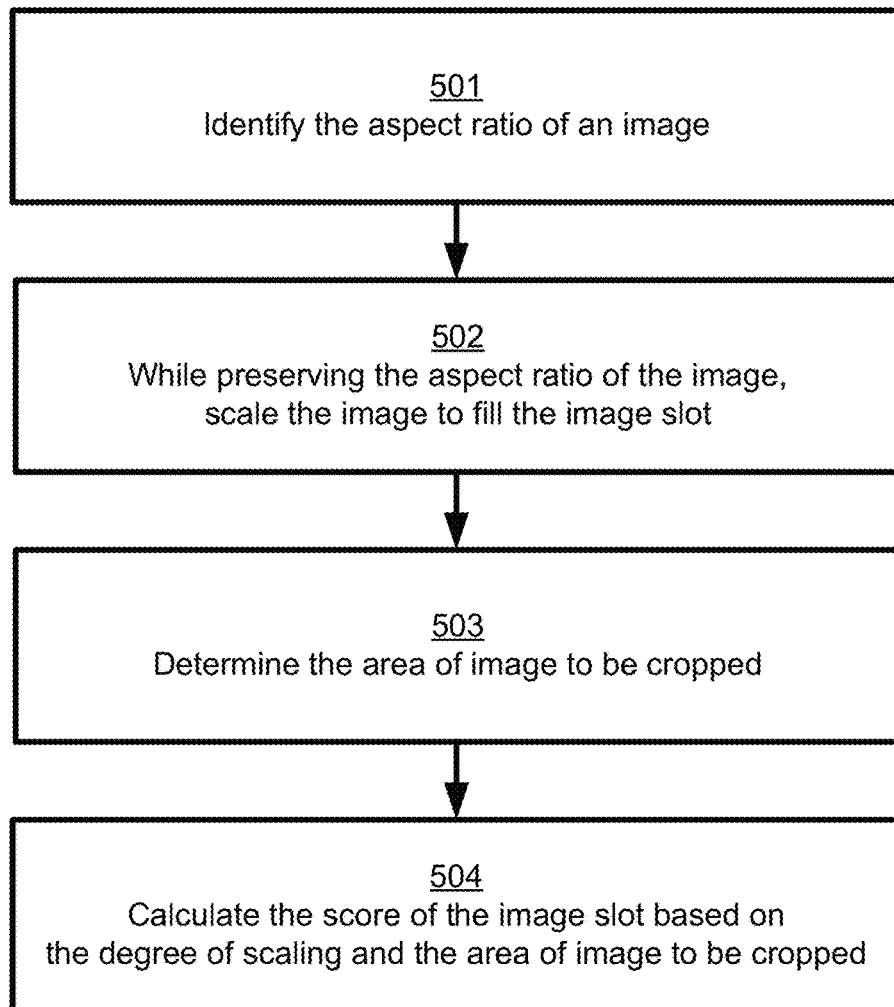 501
Identify the aspect ratio of an image
502
While preserving the aspect ratio of the image,
scale the image to fill the image slot
503
Determine the area of image to be cropped
504
Calculate the score of the image slot based on
the degree of scaling and the area of image to be cropped